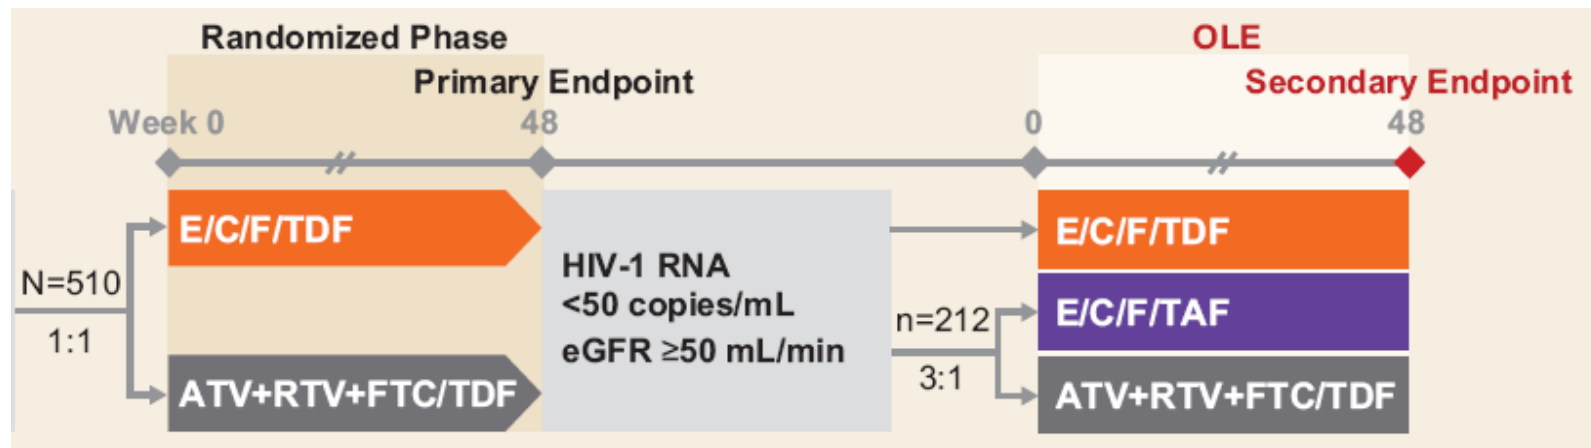 Randomized Phase
OLE
Primary Endpoint
Secondary Endpoint
Week 0
48
0
48
E/C/F/TDF
E/C/F/TDF
N=510
1:1
HIV-1 RNA
<50 copies/mL
eGFR ≥50 mL/min
n=212
3:1
E/C/F/TAF
ATV+RTV+FTC/TDF
ATV+RTV+FTC/TDF